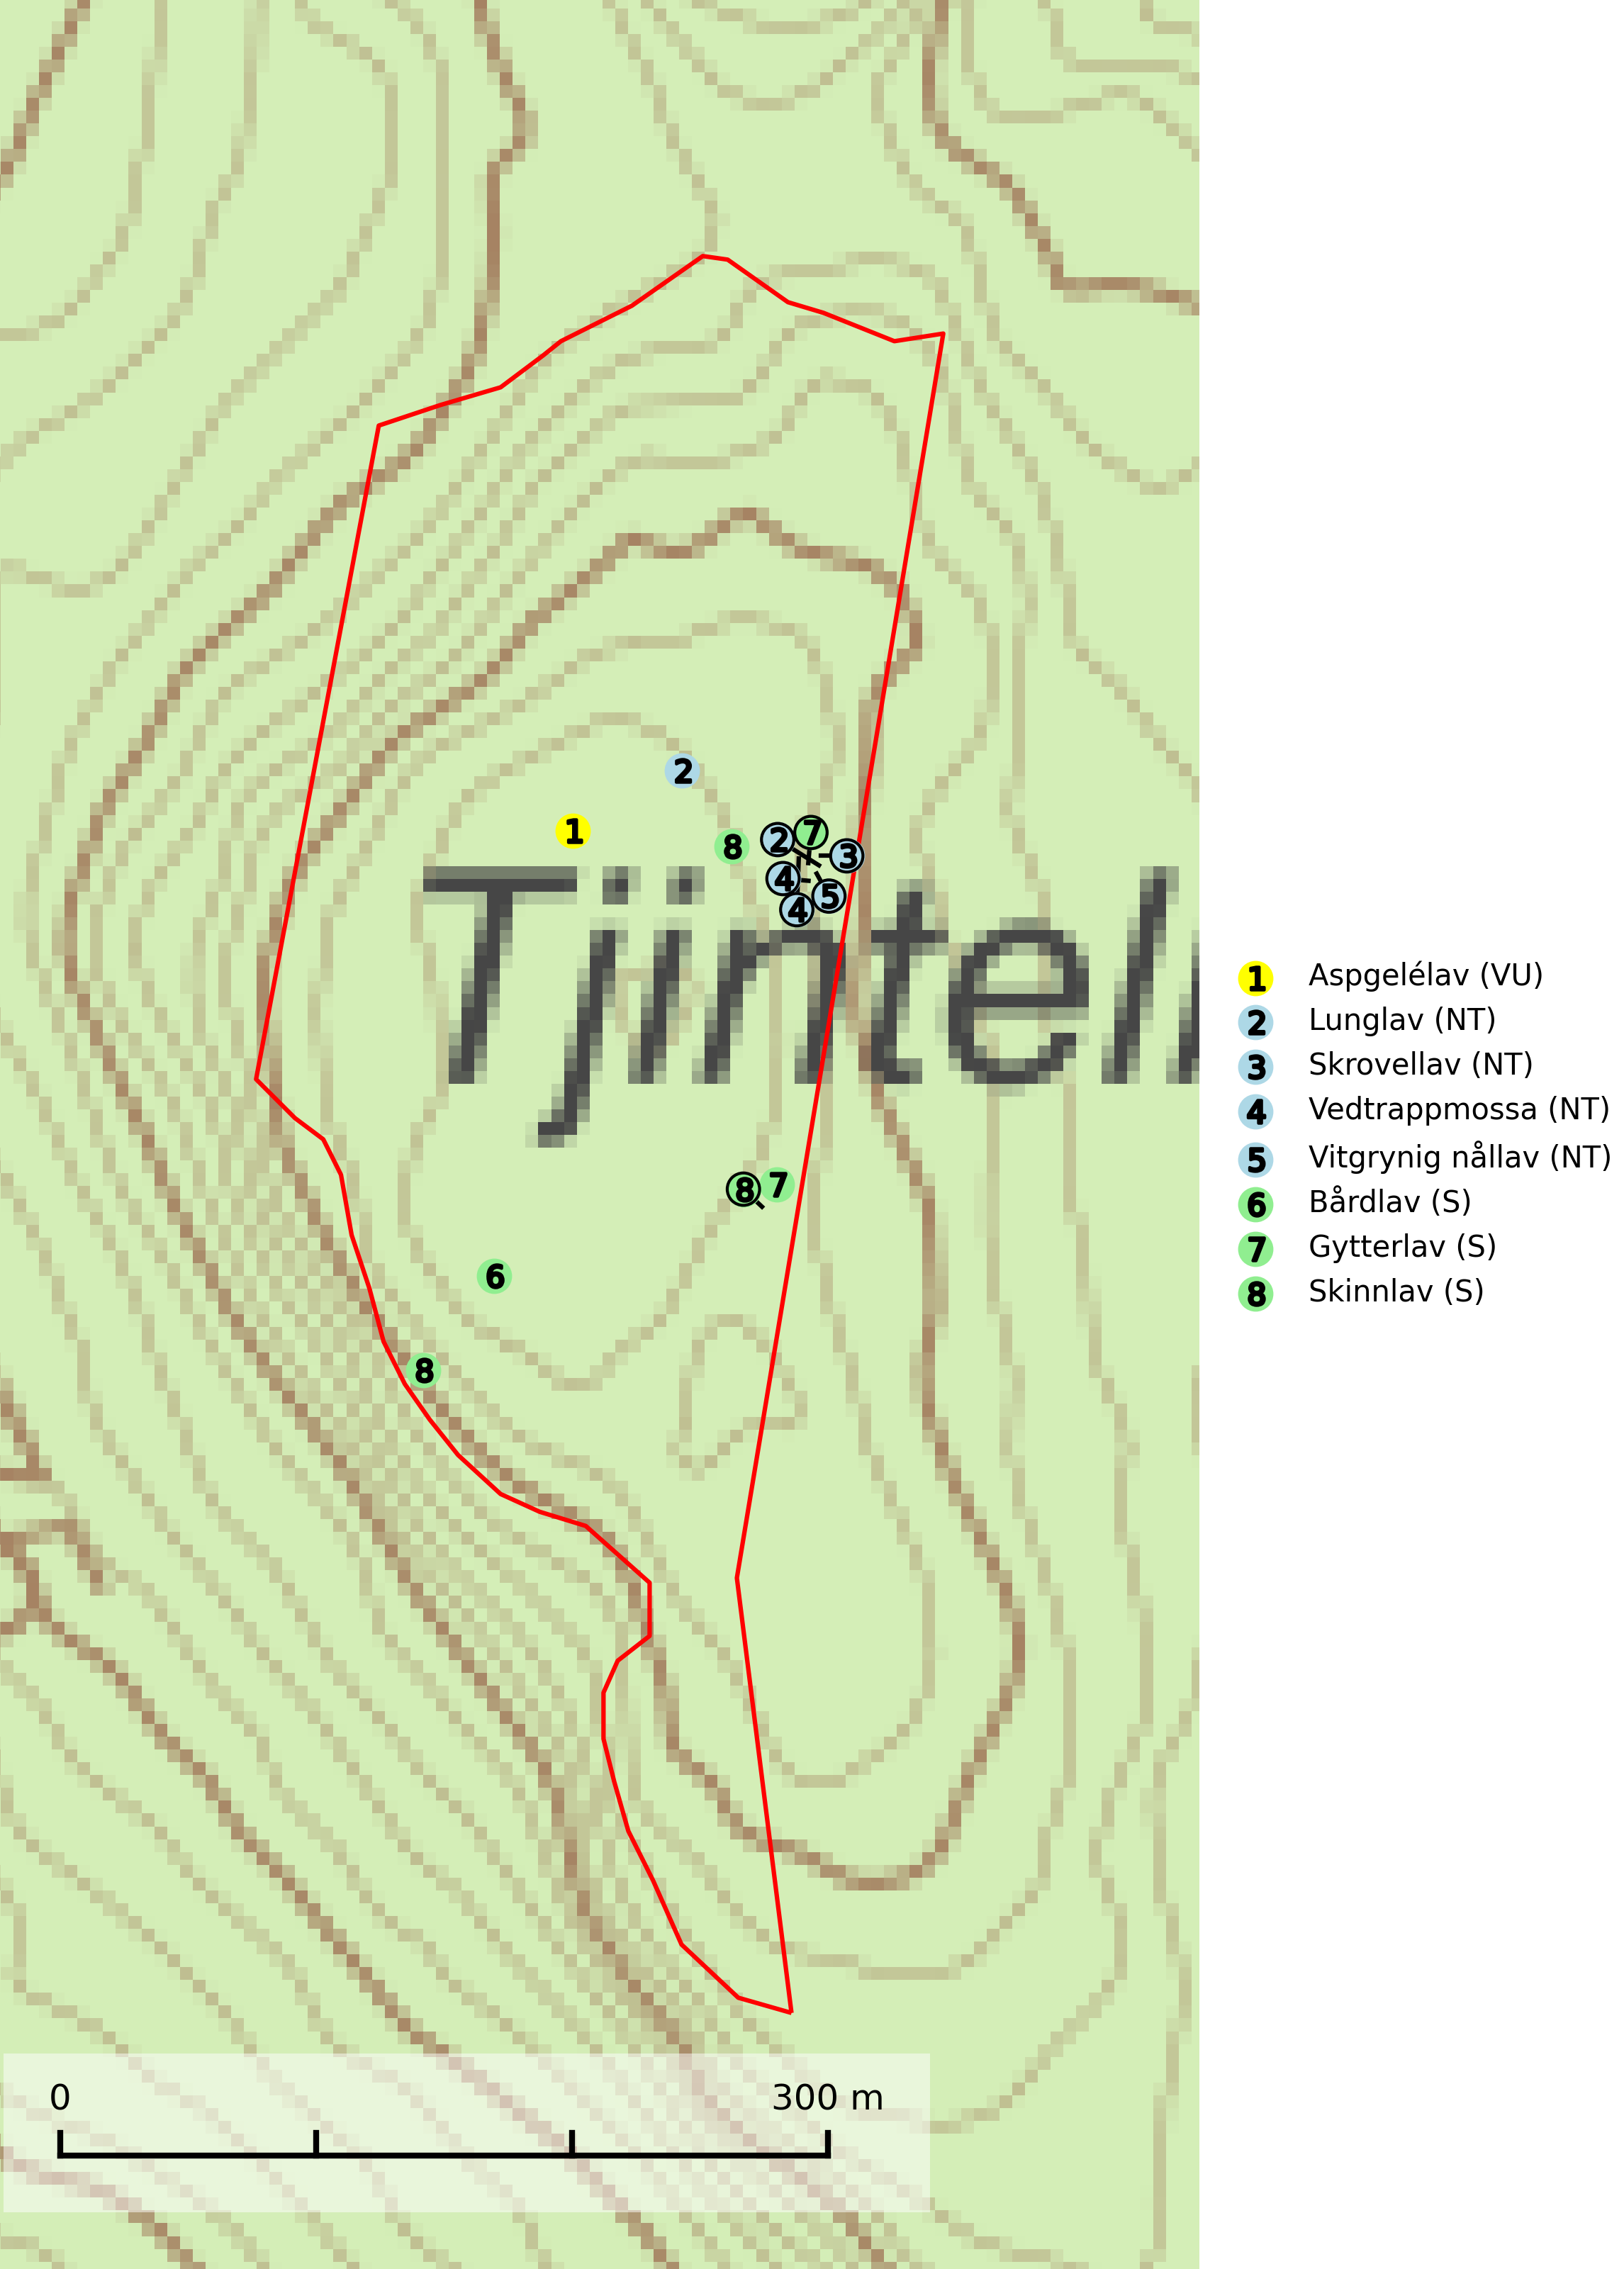 2
1
8
2
7
3
4
5
4
Tjintel
8
7
6
8
0
300 m
1 Aspgelélav (VU)
2 Lunglav (NT)
3 Skrovellav (NT)
4 Vedtrappmossa (NT)
5 Vitgrynig nållav (NT)
6 Bårdlav (S)
7 Gytterlav (S)
8 Skinnlav (S)